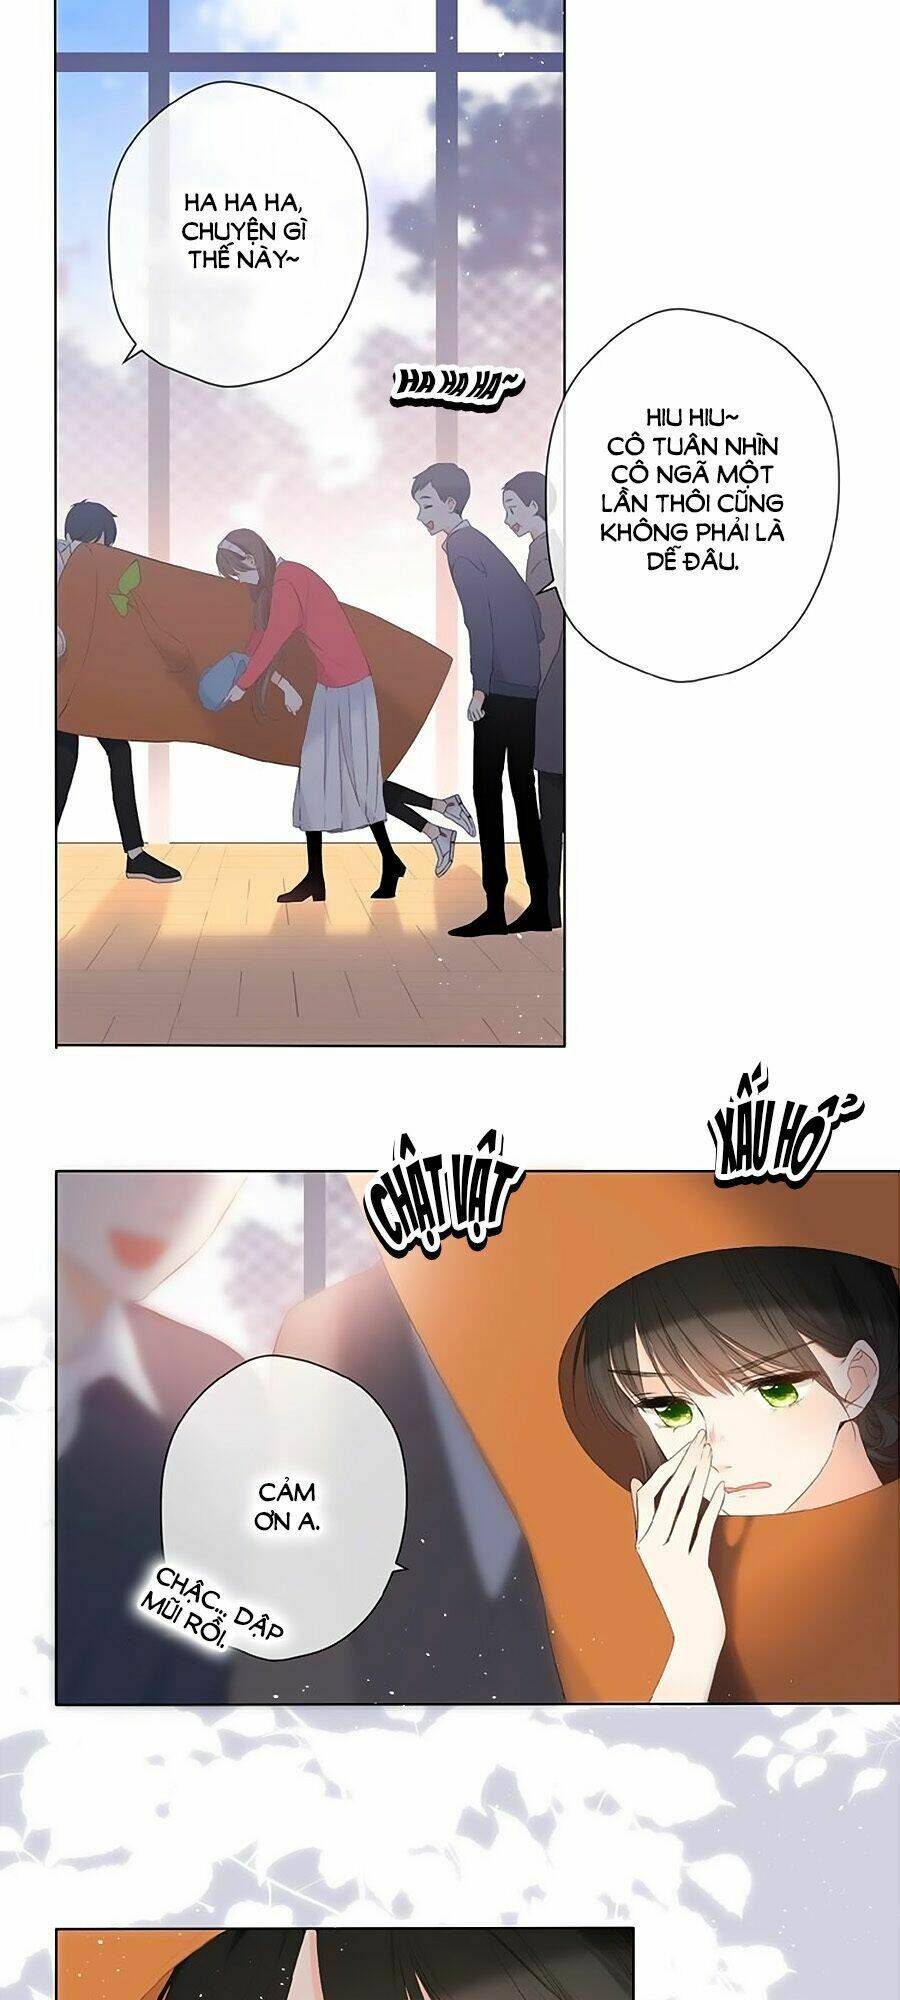 HA HA HA,
CHUYỆN GÌ
THẾ NÀY~
HA HA HA~
HIU HIU~
CÔ TUÂN NHÌN
CÔ NGÃ MỘT
LẦN THÔI CŨNG
KHÔNG PHẢI LÀ
DỄ ĐÂU.
XẤU HỔ~
CHẬT VẬT
CẢM
ƠN A.
CHẬC... DẬP
MŨI RỒI.